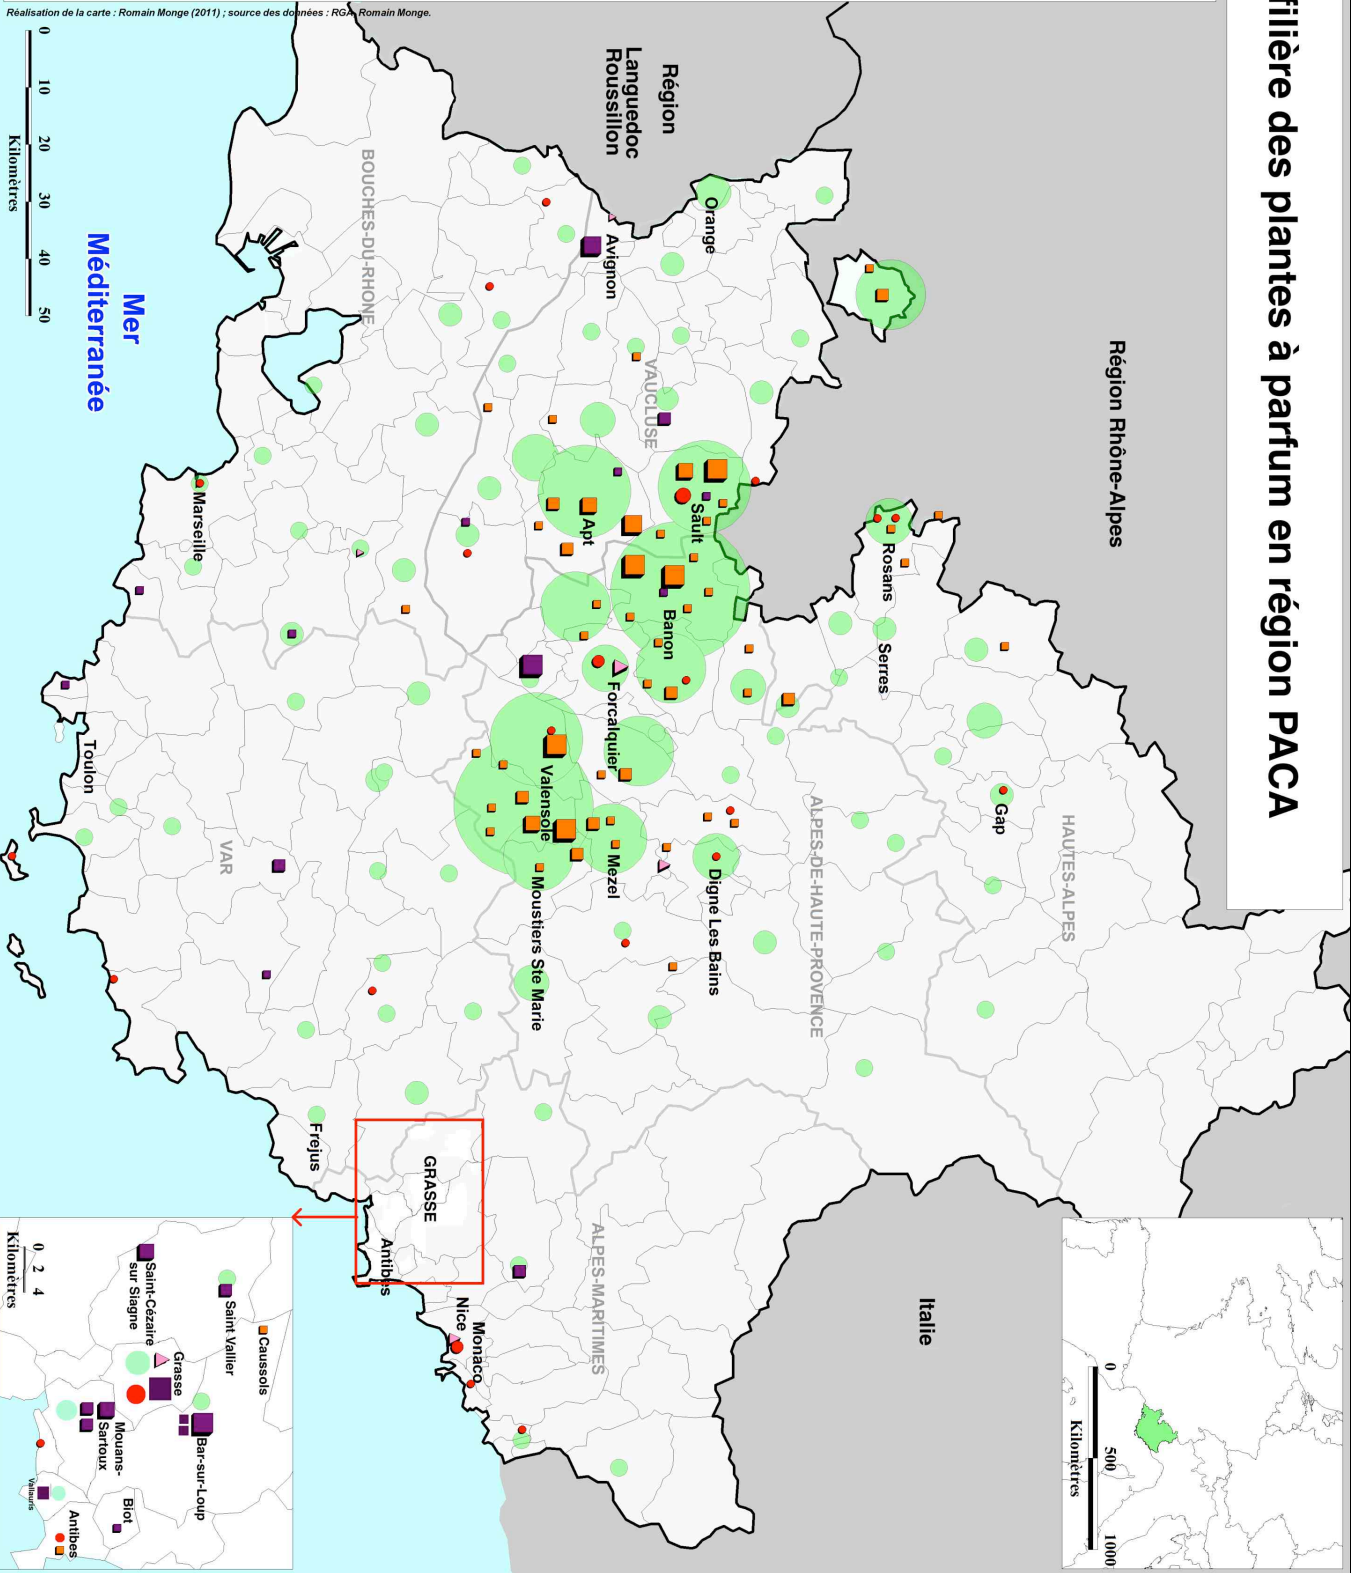 filière des plantes à parfum en région PACA
Réalisation de la carte : Romain Monge (2011) ; source des données : RGA, Romain Monge.
Région Rhône-Alpes
Région
Languedoc
Roussillon
Italie
Mer
Méditerranée
0 10 20 30 40 50
Kilomètres
HAUTES-ALPES
ALPES-DE-HAUTE-PROVENCE
VAUCLUSE
BOUCHES-DU-RHONE
VAR
ALPES-MARITIMES
Orange
Avignon
Sault
Apt
Banon
Rosans
Serres
Gap
Forcalquier
Valensole
Mezel
Digne Les Bains
Moustiers Ste Marie
Marseille
Toulon
Frejus
GRASSE
Antibes
Nice
Monaco
0 500 1000
Kilomètres
0 2 4
Kilomètres
Caussols
Saint Vallier
Saint-Cézaire
sur Siagne
Grasse
Bar-sur-Loup
Mouans-
Sartoux
Biot
Vallauris
Antibes